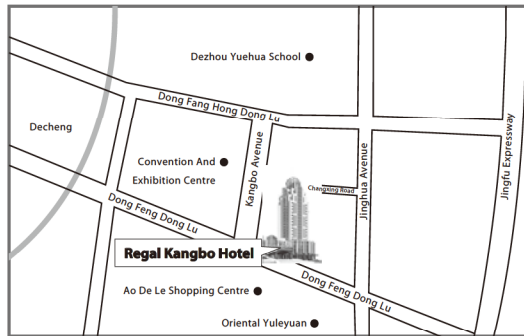 Dezhou Yuehua School
Dong Fang Hong Dong Lu
Decheng
Convention And
Exhibition Centre
Kangbo Avenue
Changxing Road
Jinghua Avenue
Jingfu Expressway
Dong Feng Dong Lu
Regal Kangbo Hotel
Dong Feng Dong Lu
Ao De Le Shopping Centre
Oriental Yuleyuan